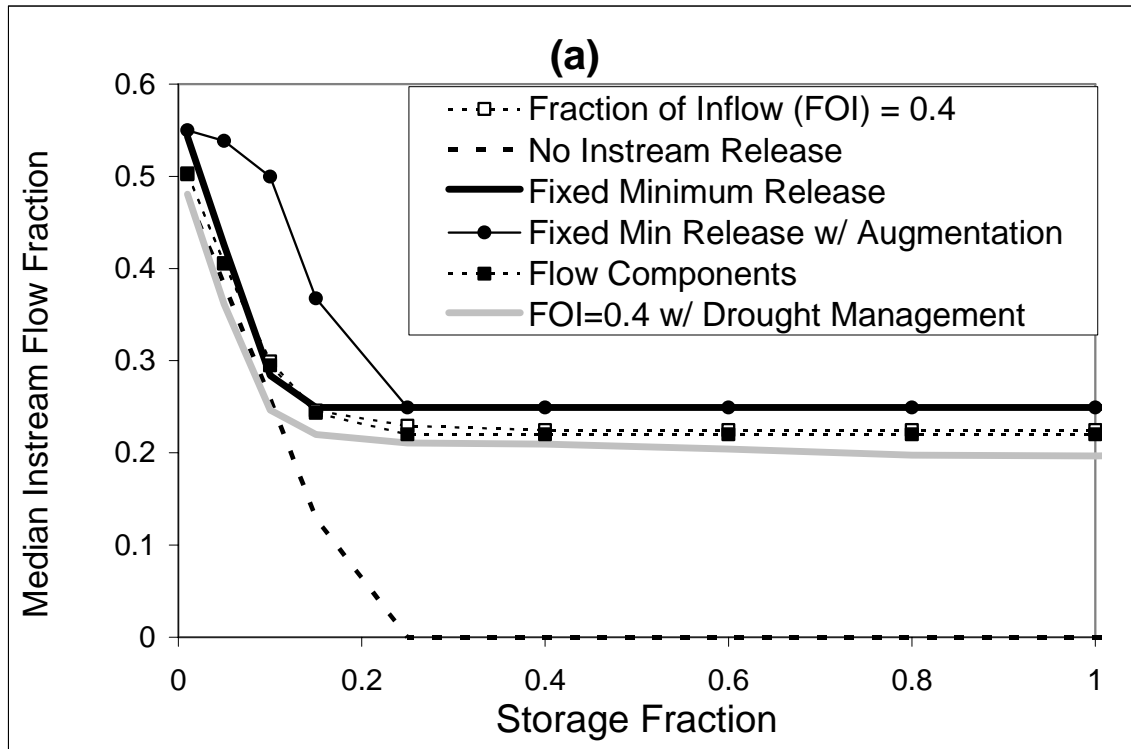 (a)
0.6
0.5
0.4
0.3
0.2
0.1
0
Median Instream Flow Fraction
Fraction of Inflow (FOI) = 0.4
No Instream Release
Fixed Minimum Release
Fixed Min Release w/ Augmentation
Flow Components
FOI=0.4 w/ Drought Management
0 0.2 0.4 0.6 0.8 1
Storage Fraction